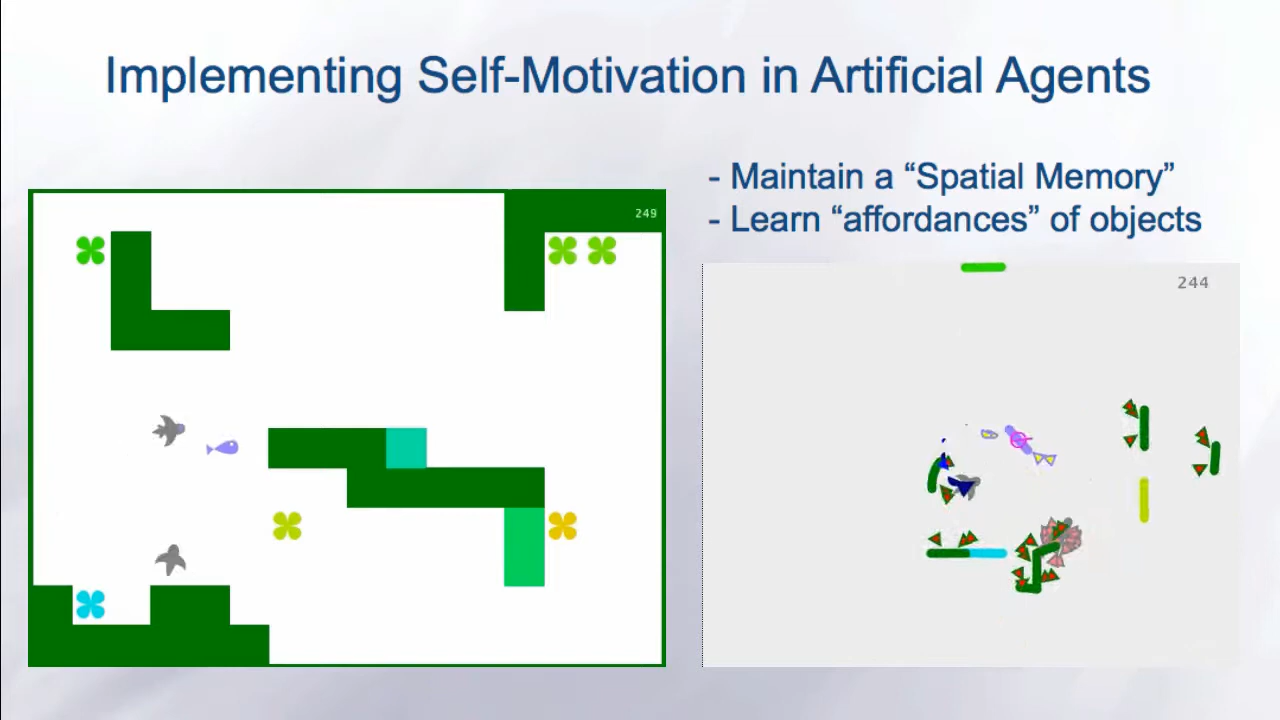 Implementing Self-Motivation in Artificial Agents
- Maintain a “Spatial Memory”
- Learn “affordances” of objects
249
244